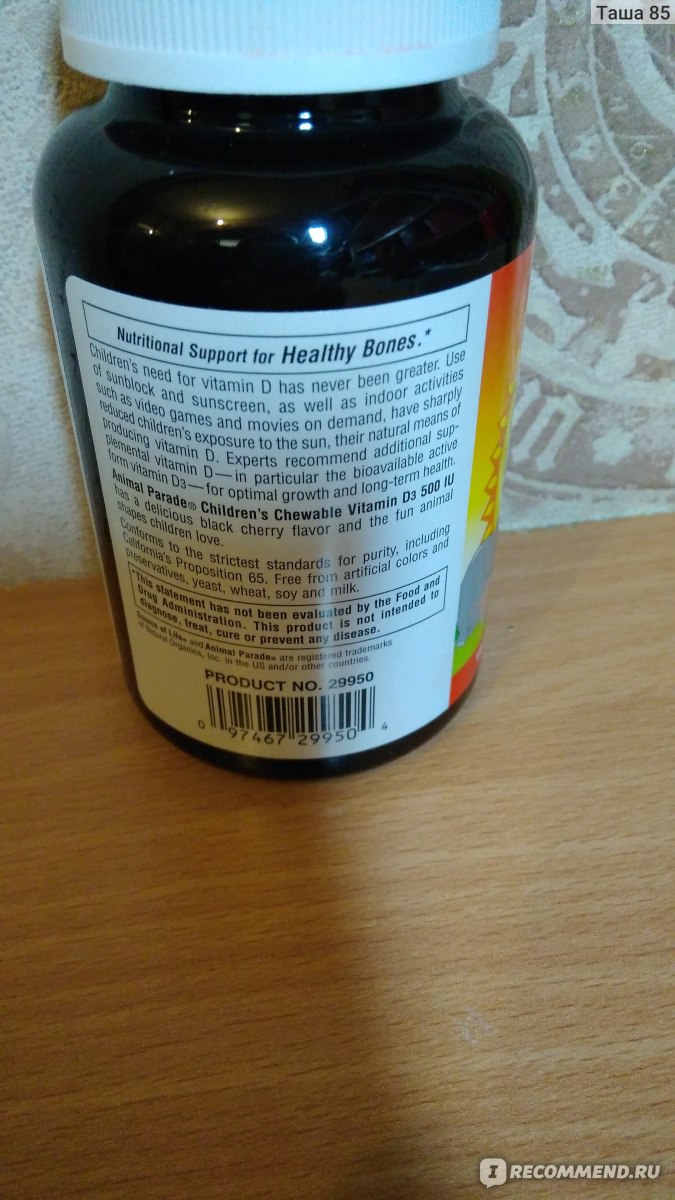 Таша 85
Nutritional Support for Healthy Bones.*
Children's need for vitamin D has never been greater. Use
of sunblock and sunscreen, as well as indoor activities
such as video games and movies on demand, have sharply
reduced children's exposure to the sun, their natural means of
producing vitamin D. Experts recommend additional sup-
plemental vitamin D—in particular the bioavailable active
form vitamin D3—for optimal growth and long-term health.
Animal Parade® Children's Chewable Vitamin D3 500 IU
has a delicious black cherry flavor and the fun animal
shapes children love.
Conforms to the strictest standards for purity, including
California's Proposition 65. Free from artificial colors and
preservatives, yeast, wheat, soy and milk.
*This statement has not been evaluated by the Food and
Drug Administration. This product is not intended to
diagnose, treat, cure or prevent any disease.
Source of Life® and Animal Parade® are registered trademarks
of Natural Organics, Inc. in the US and/or other countries.
PRODUCT NO. 29950
0 97467 29950 4
IRECOMMEND.RU